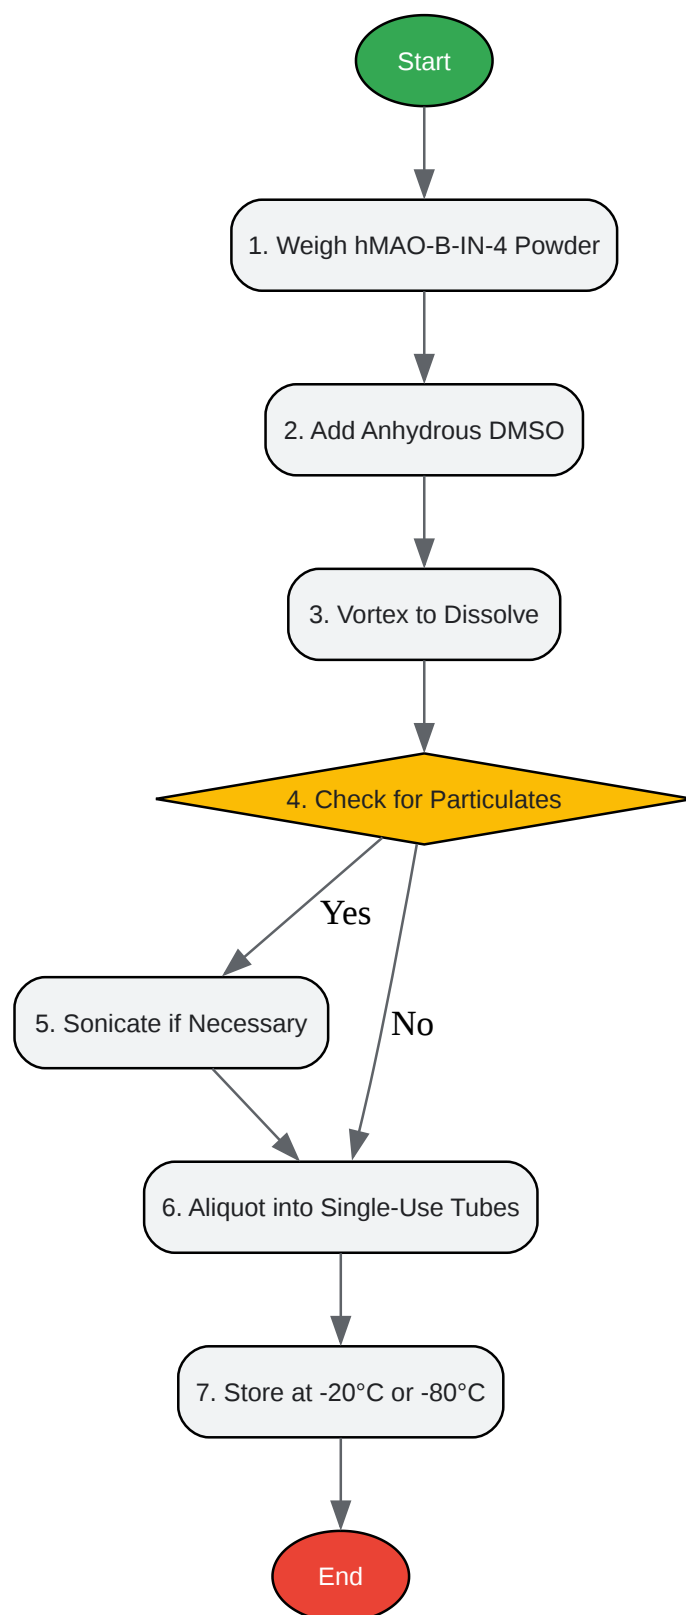 Start
1. Weigh hMAO-B-IN-4 Powder
2. Add Anhydrous DMSO
3. Vortex to Dissolve
4. Check for Particulates
Yes
5. Sonicate if Necessary
No
6. Aliquot into Single-Use Tubes
7. Store at -20°C or -80°C
End